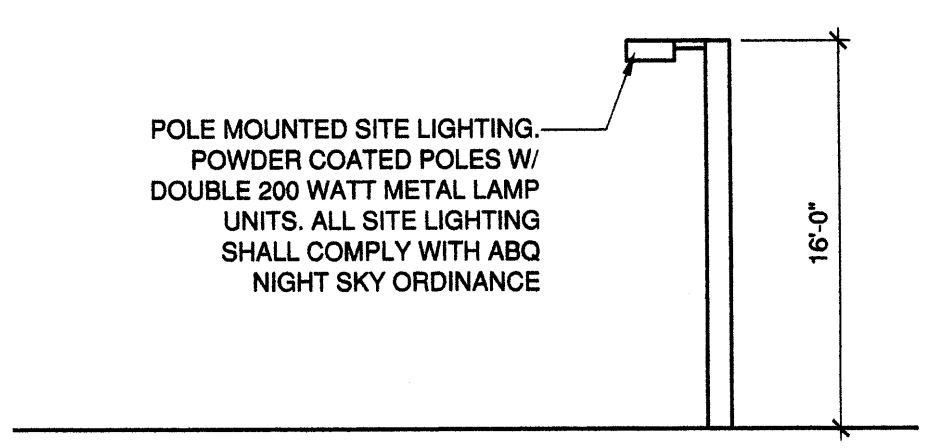 POLE MOUNTED SITE LIGHTING.
POWDER COATED POLES W/
DOUBLE 200 WATT METAL LAMP
UNITS. ALL SITE LIGHTING
SHALL COMPLY WITH ABQ
NIGHT SKY ORDINANCE
16'-0"